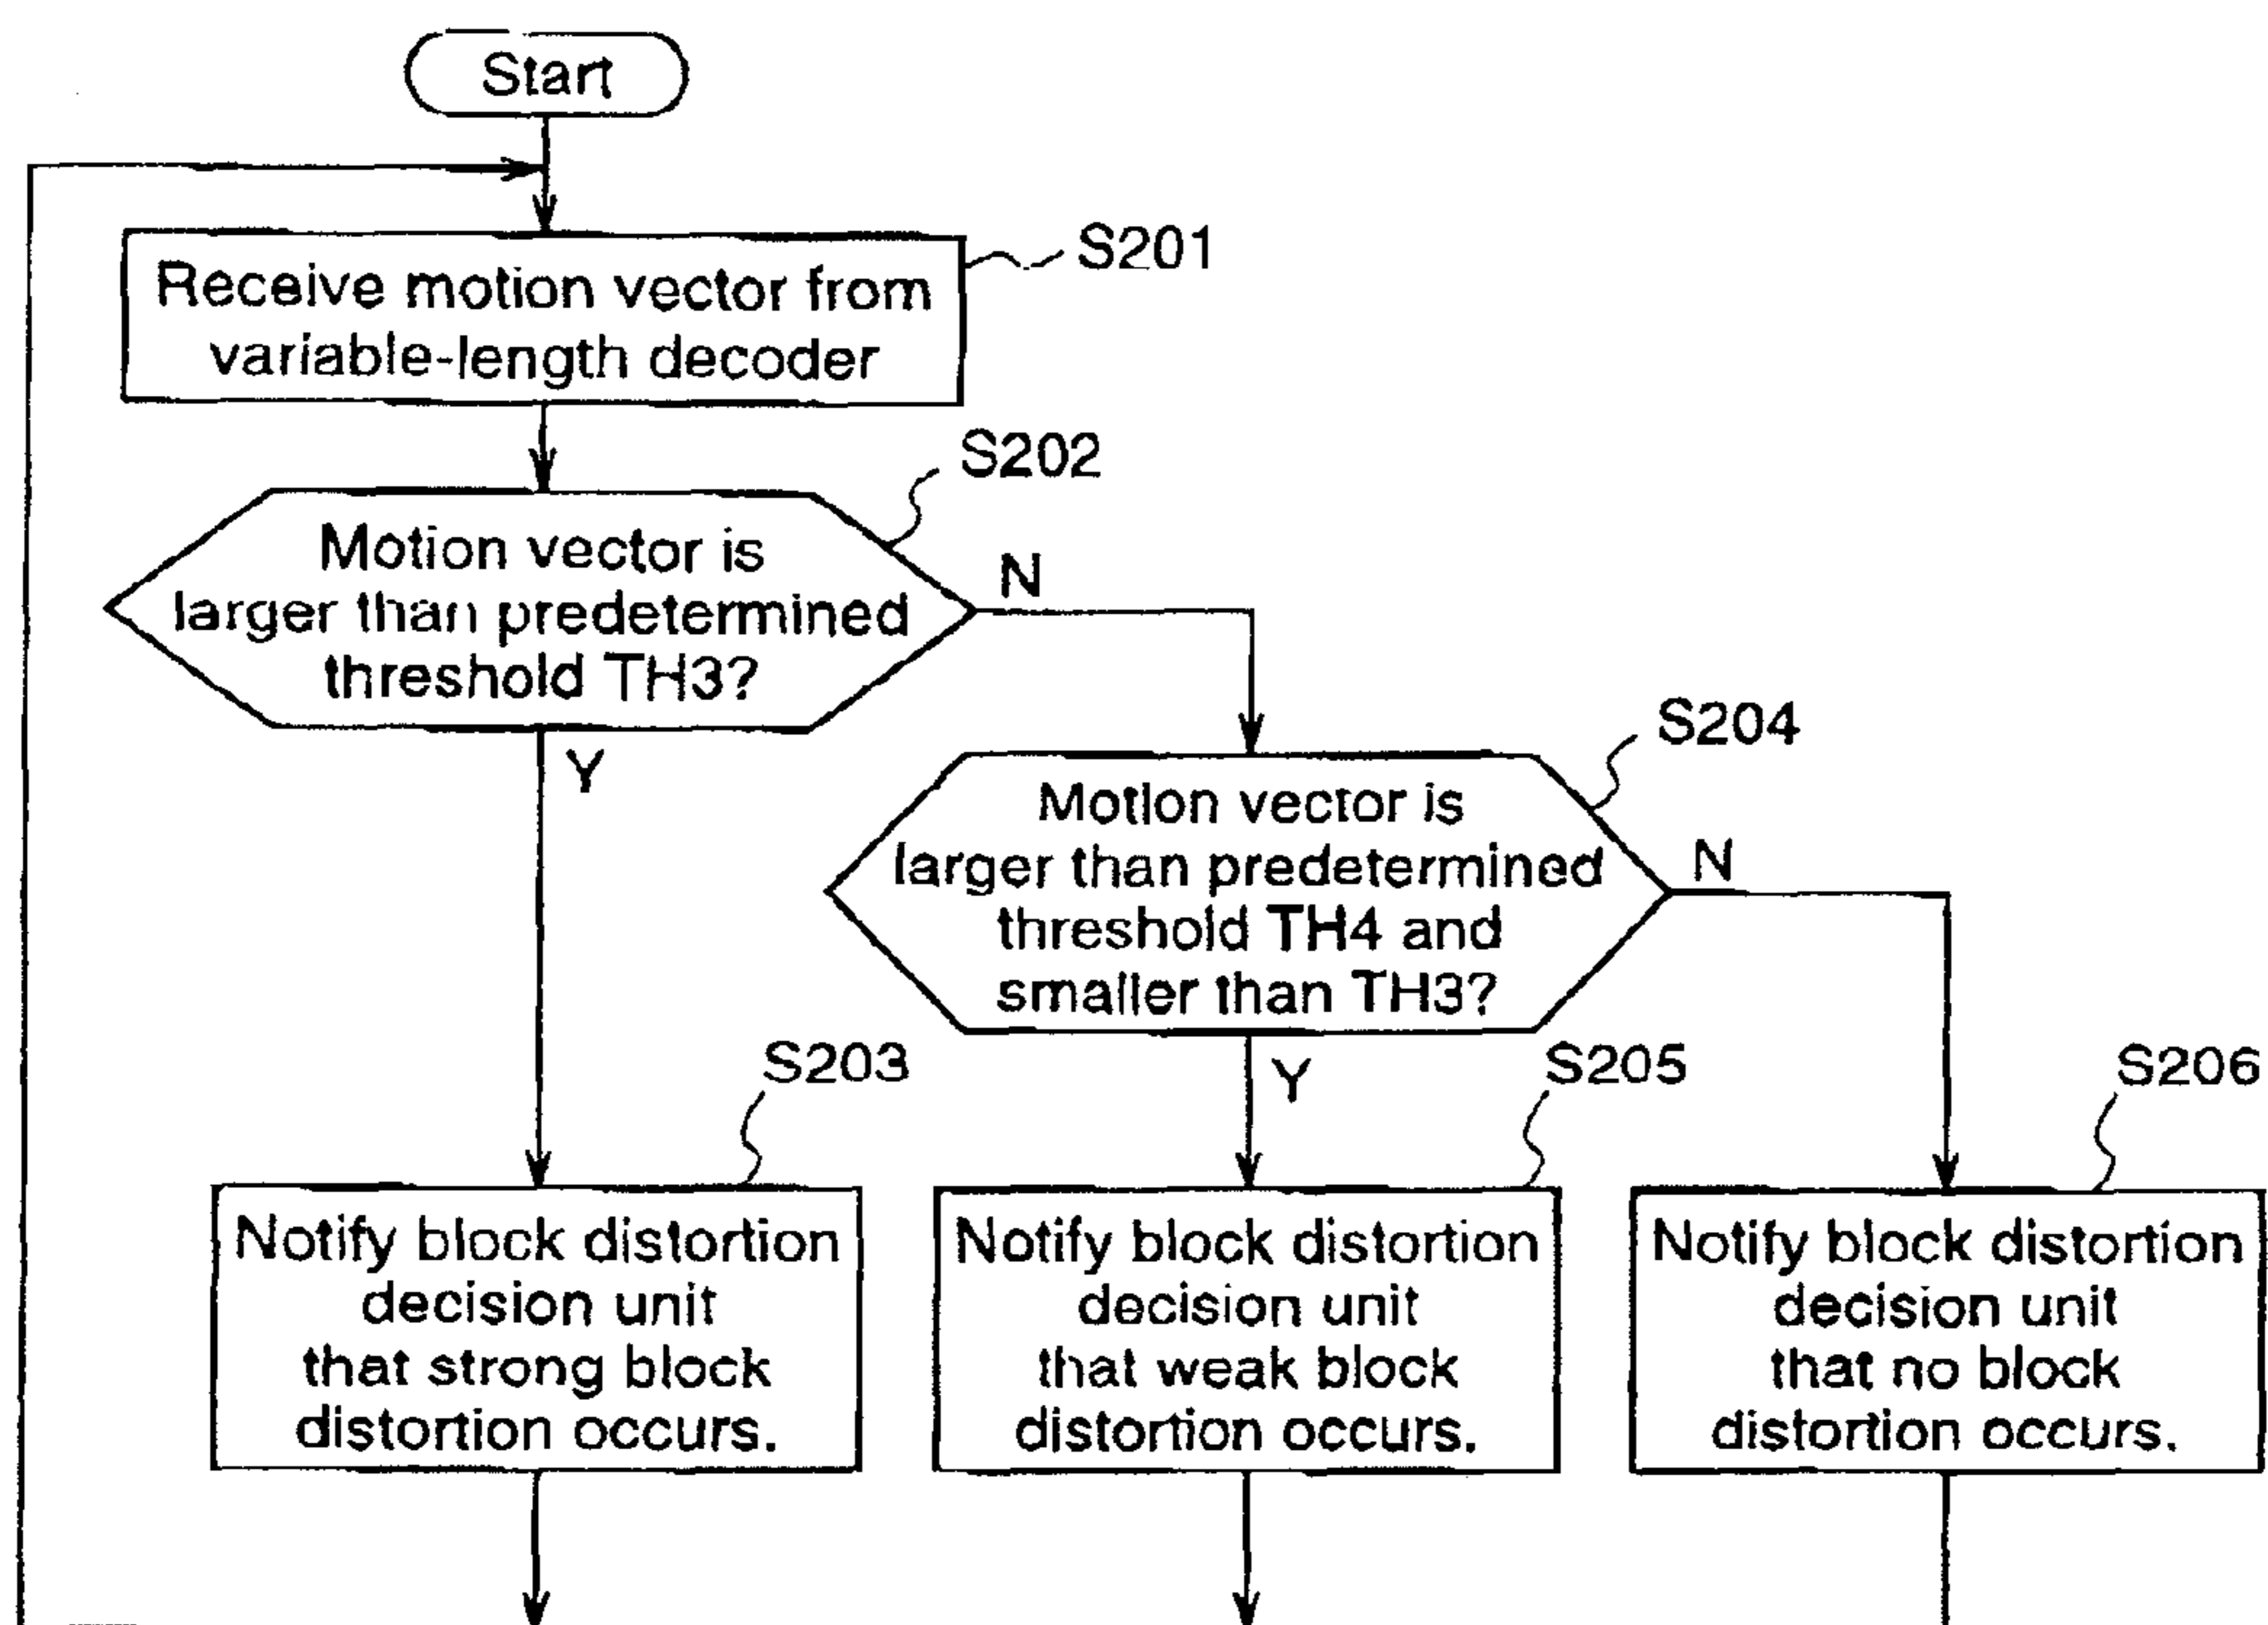 Start
Receive motion vector from
variable-length decoder
S201
S202
Motion vector is
larger than predetermined
threshold TH3?
N
Y
S204
Motion vector is
larger than predetermined
threshold TH4 and
smaller than TH3?
N
Y
S203
Notify block distortion
decision unit
that strong block
distortion occurs.
S205
Notify block distortion
decision unit
that weak block
distortion occurs.
S206
Notify block distortion
decision unit
that no block
distortion occurs.